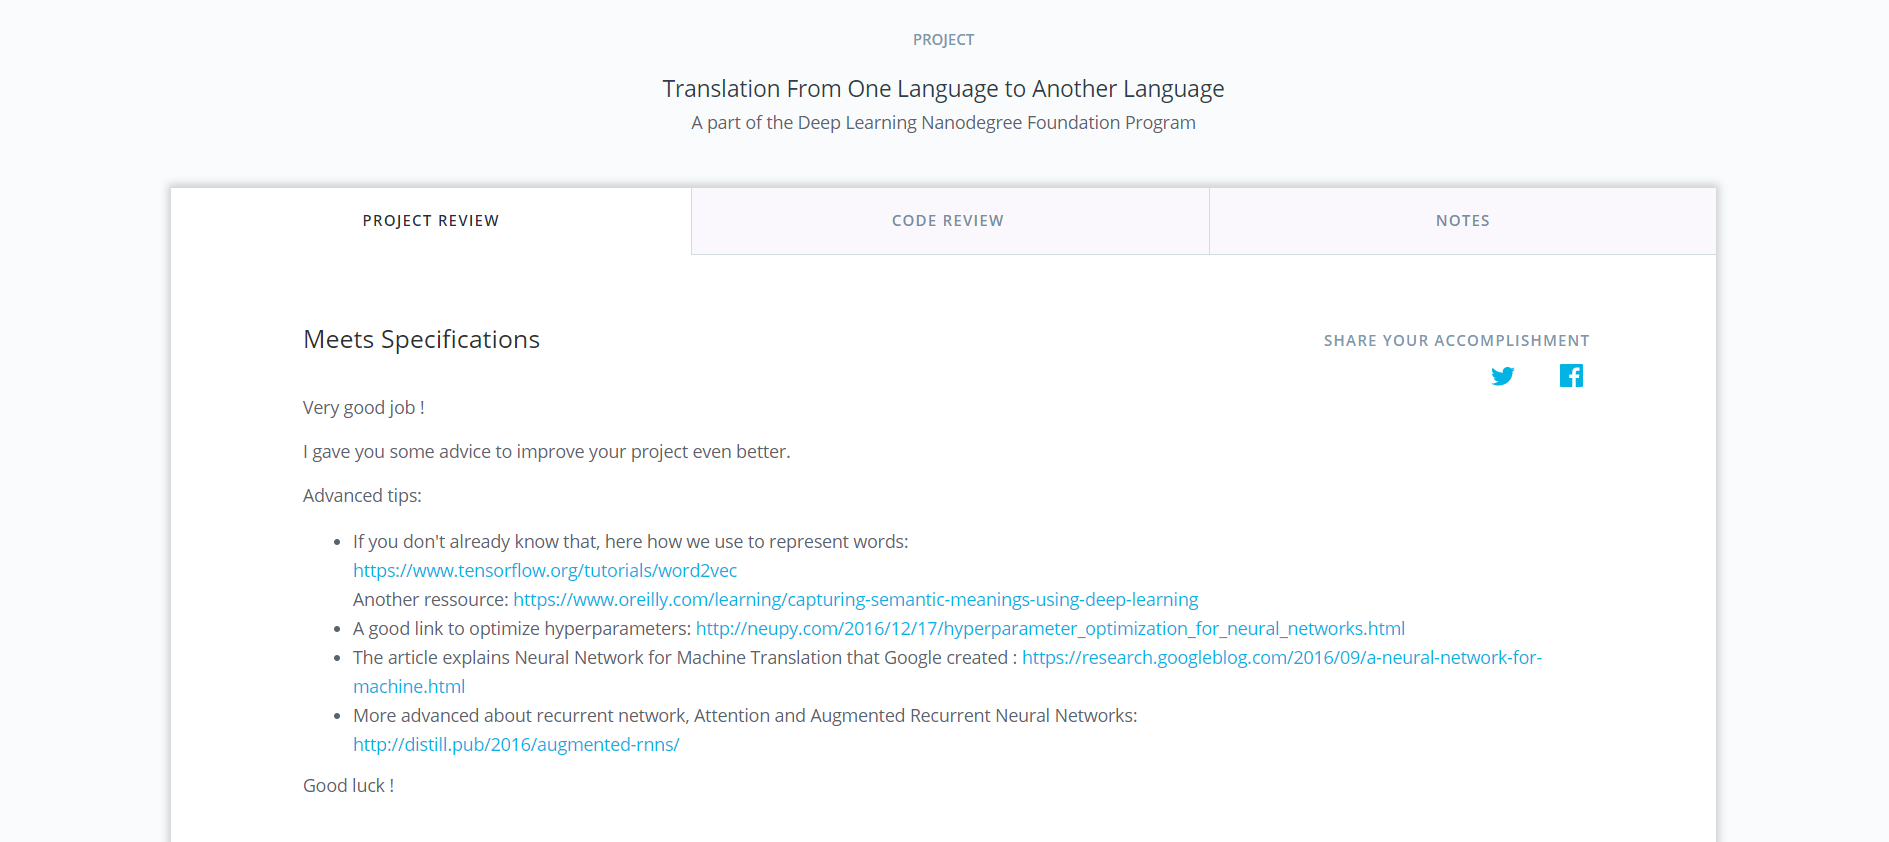 PROJECT
Translation From One Language to Another Language
A part of the Deep Learning Nanodegree Foundation Program
PROJECT REVIEW
CODE REVIEW
NOTES
Meets Specifications
SHARE YOUR ACCOMPLISHMENT
Very good job !
I gave you some advice to improve your project even better.
Advanced tips:
If you don't already know that, here how we use to represent words:
https://www.tensorflow.org/tutorials/word2vec
Another ressource: https://www.oreilly.com/learning/capturing-semantic-meanings-using-deep-learning
A good link to optimize hyperparameters: http://neupy.com/2016/12/17/hyperparameter_optimization_for_neural_networks.html
The article explains Neural Network for Machine Translation that Google created : https://research.googleblog.com/2016/09/a-neural-network-for-
machine.html
More advanced about recurrent network, Attention and Augmented Recurrent Neural Networks:
http://distill.pub/2016/augmented-rnns/
Good luck !